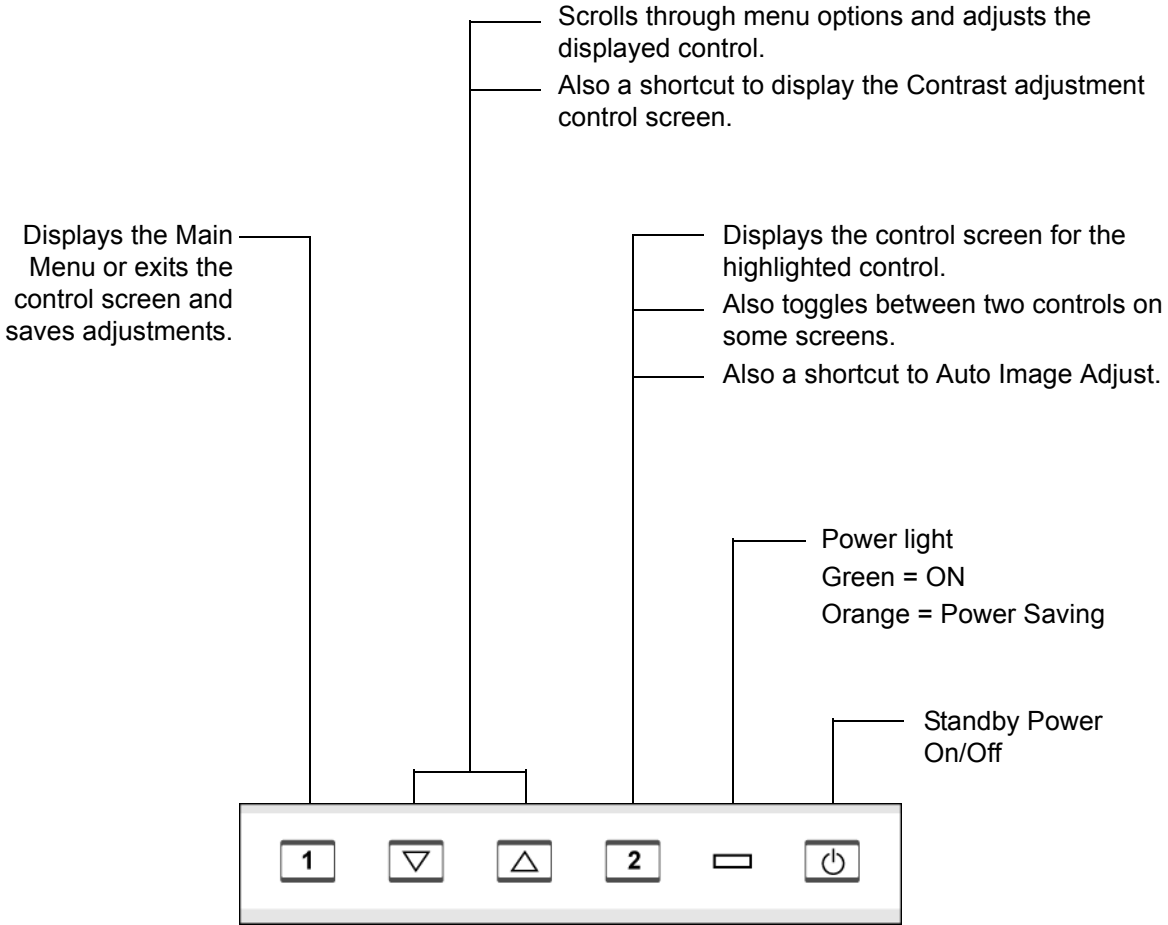 Scrolls through menu options and adjusts the
displayed control.
Also a shortcut to display the Contrast adjustment
control screen.
Displays the Main
Menu or exits the
control screen and
saves adjustments.
Displays the control screen for the
highlighted control.
Also toggles between two controls on
some screens.
Also a shortcut to Auto Image Adjust.
Power light
Green = ON
Orange = Power Saving
Standby Power
On/Off
1
2